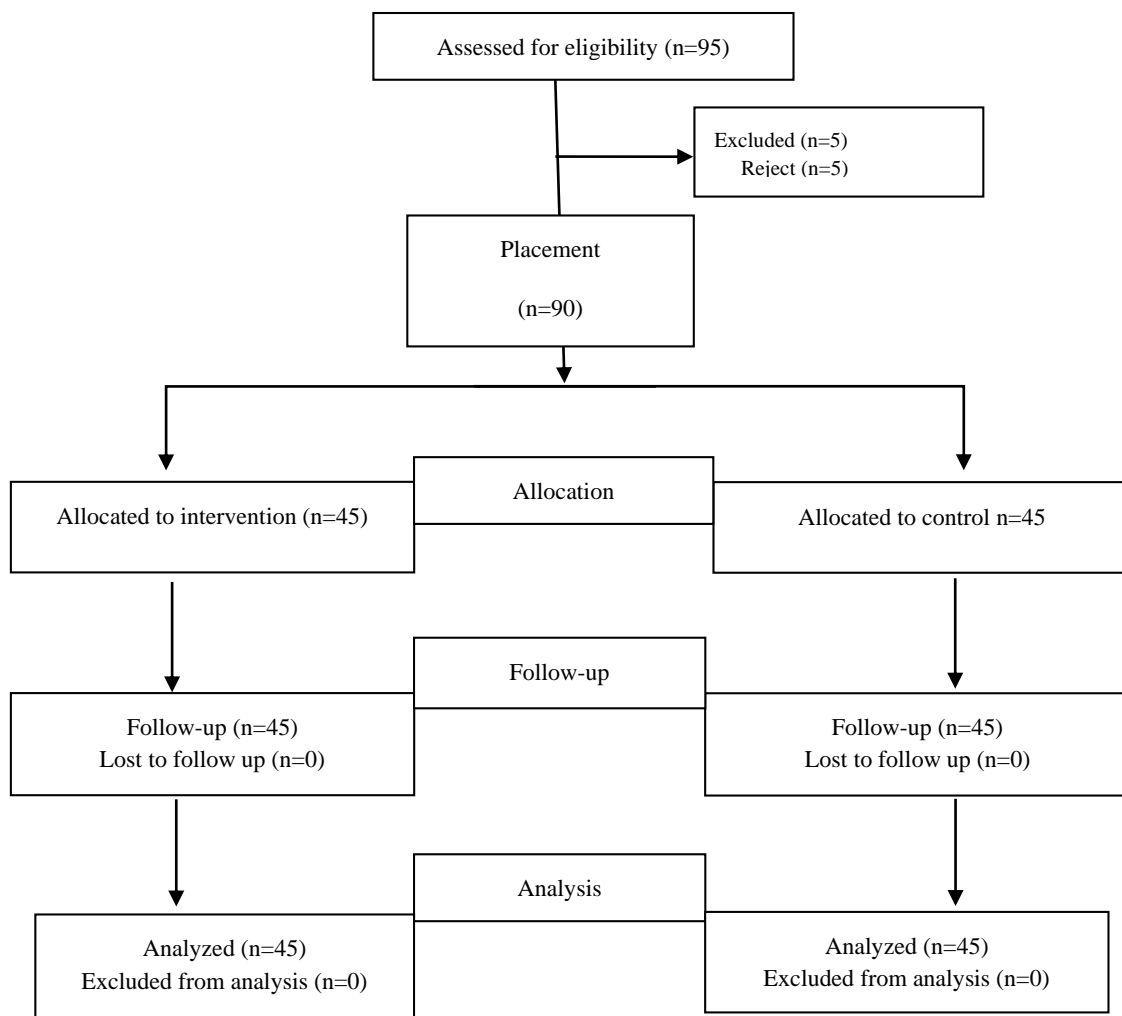 Assessed for eligibility (n=95)
Excluded (n=5)
Reject (n=5)
Placement
(n=90)
Allocation
Allocated to intervention (n=45)
Allocated to control n=45
Follow-up
Follow-up (n=45)
Lost to follow up (n=0)
Follow-up (n=45)
Lost to follow up (n=0)
Analysis
Analyzed (n=45)
Excluded from analysis (n=0)
Analyzed (n=45)
Excluded from analysis (n=0)